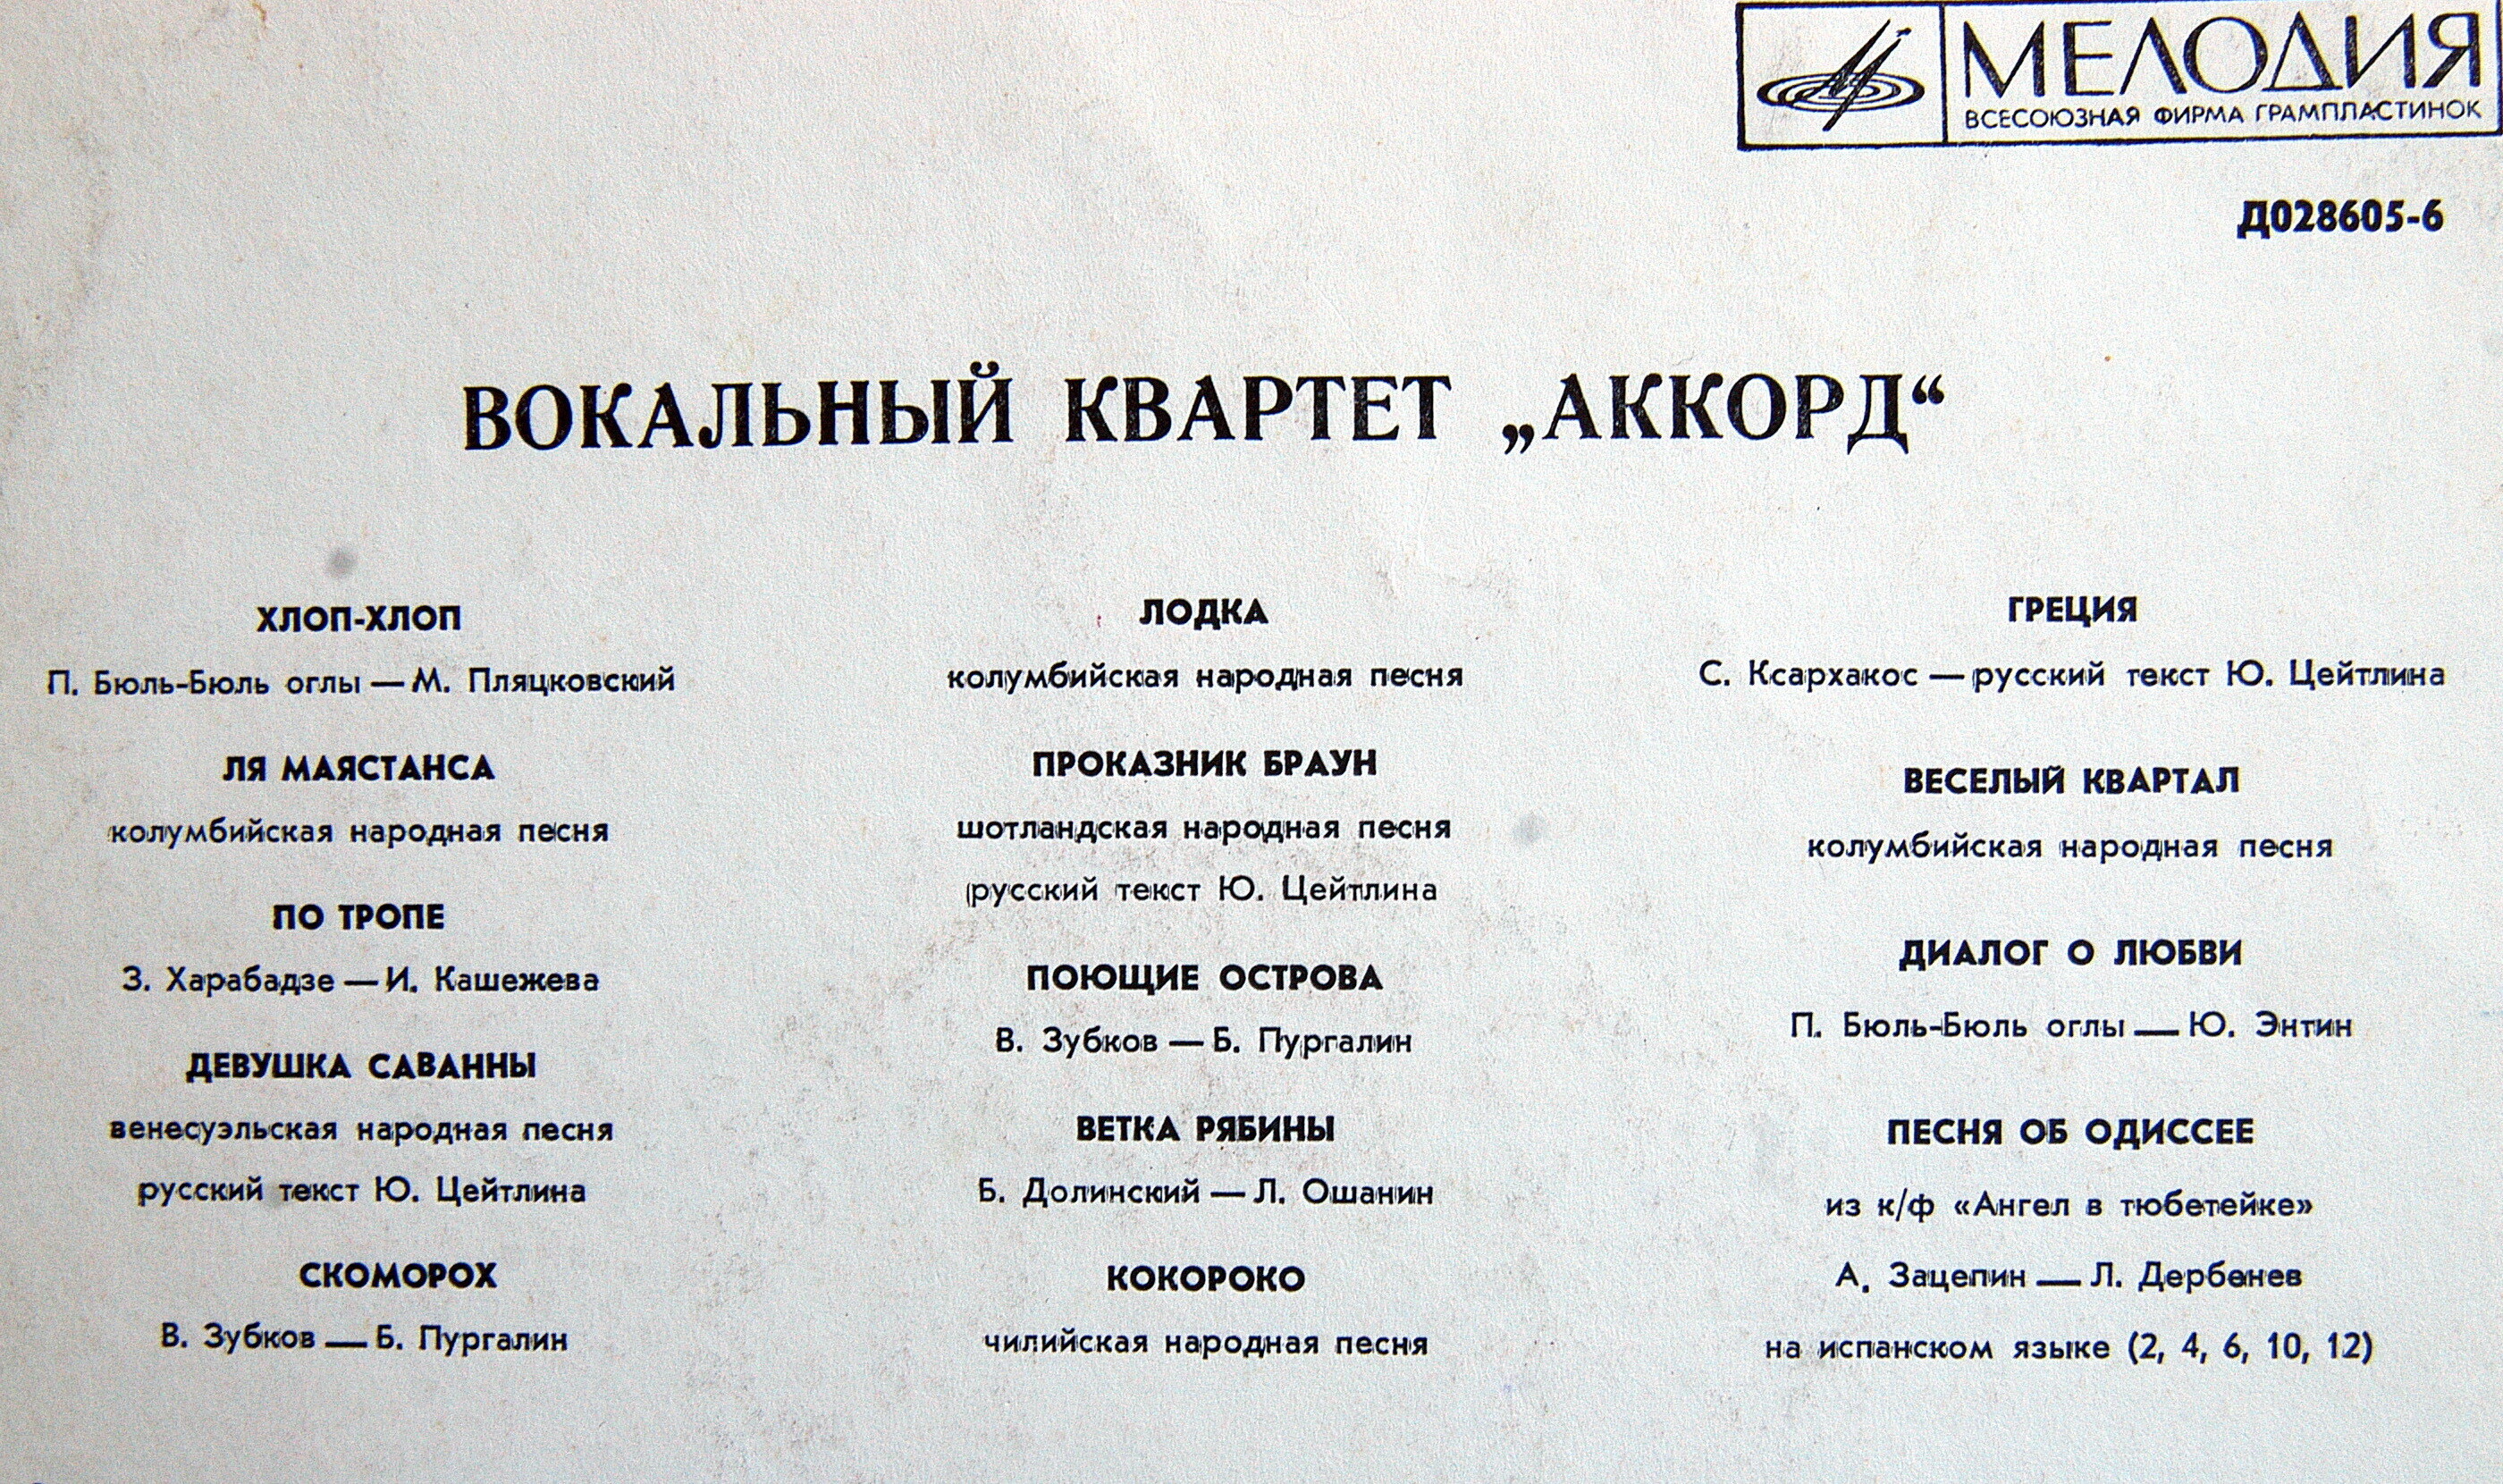 МЕЛОДИЯ
ВСЕСОЮЗНАЯ ФИРМА ГРАМПЛАСТИНОК
Д028605-6
ВОКАЛЬНЫЙ КВАРТЕТ „АККОРД“
ХЛОП-ХЛОП
П. Бюль-Бюль оглы — М. Пляцковский
ЛЯ МАЯСТАНСА
колумбийская народная песня
ПО ТРОПЕ
З. Харабадзе — И. Кашежева
ДЕВУШКА САВАННЫ
венесуэльская народная песня
русский текст Ю. Цейтлина
СКОМОРОХ
В. Зубков — Б. Пургалин
ЛОДКА
колумбийская народная песня
ПРОКАЗНИК БРАУН
шотландская народная песня
русский текст Ю. Цейтлина
ПОЮЩИЕ ОСТРОВА
В. Зубков — Б. Пургалин
ВЕТКА РЯБИНЫ
Б. Долинский — Л. Ошанин
КОКОРОКО
чилийская народная песня
ГРЕЦИЯ
С. Ксархакос — русский текст Ю. Цейтлина
ВЕСЕЛЫЙ КВАРТАЛ
колумбийская народная песня
ДИАЛОГ О ЛЮБВИ
П. Бюль-Бюль оглы — Ю. Энтин
ПЕСНЯ ОБ ОДИССЕЕ
из к/ф «Ангел в тюбетейке»
А. Зацепин — Л. Дербенев
на испанском языке (2, 4, 6, 10, 12)